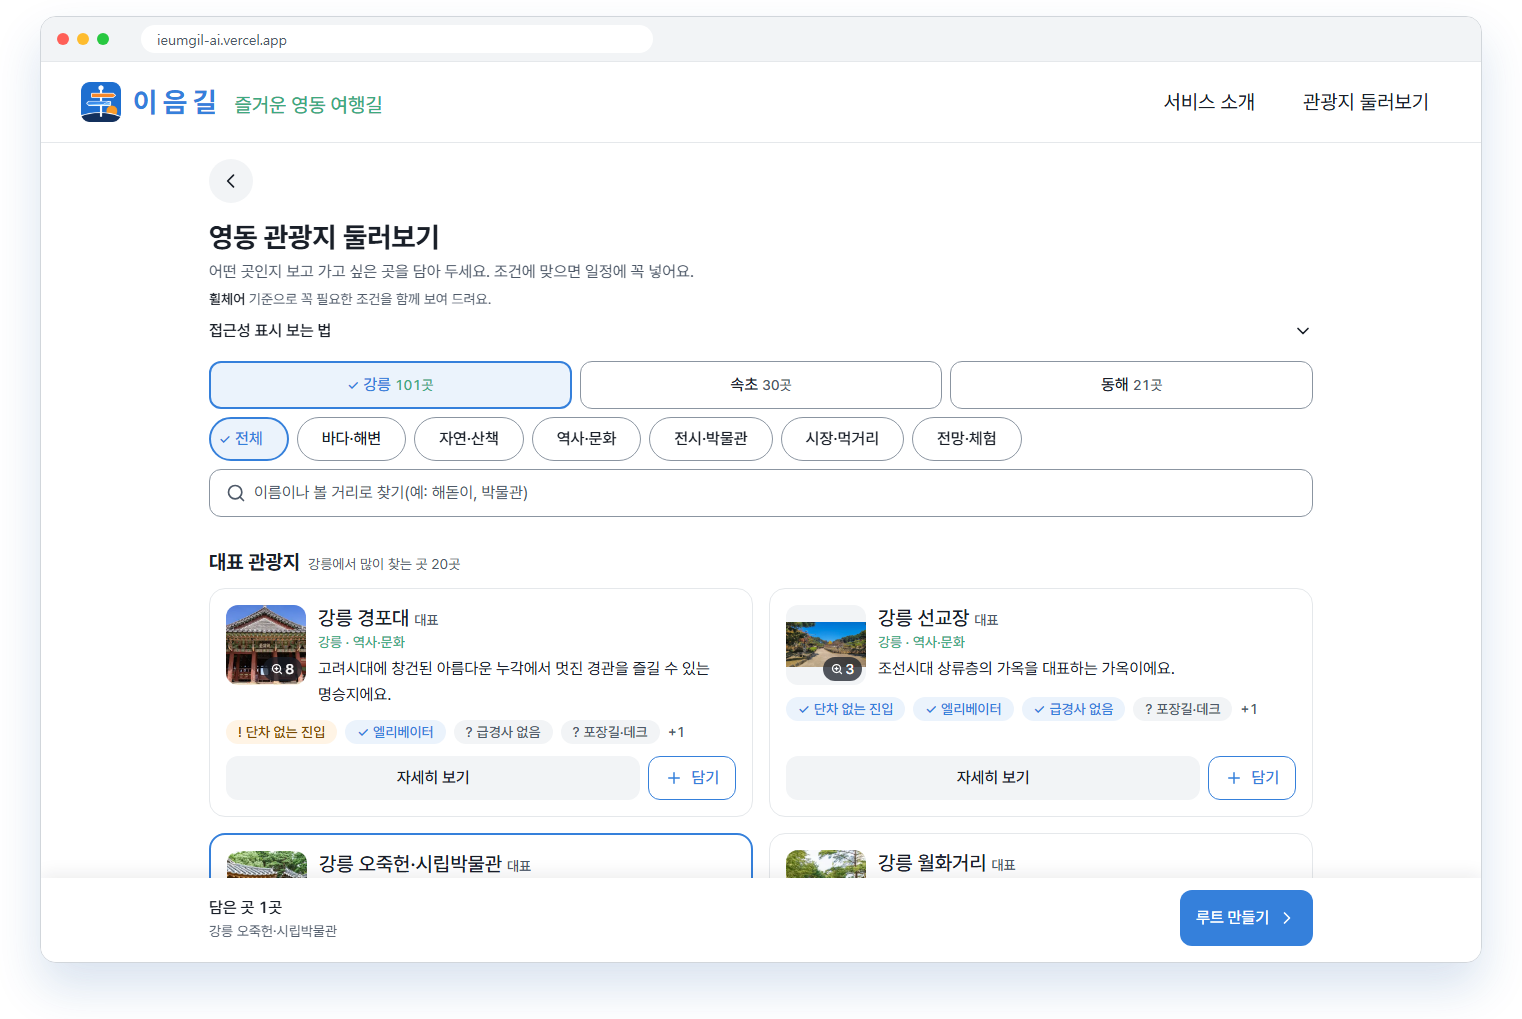 ieumgil-ai.vercel.app
이음길 즐거운 영동 여행길
서비스 소개 관광지 둘러보기
영동 관광지 둘러보기
어떤 곳인지 보고 가고 싶은 곳을 담아 두세요. 조건에 맞으면 일정에 꼭 넣어요.
휠체어 기준으로 꼭 필요한 조건을 함께 보여 드려요.
접근성 표시 보는 법
강릉 101곳 속초 30곳 동해 21곳
전체 바다·해변 자연·산책 역사·문화 전시·박물관 시장·먹거리 전망·체험
이름이나 볼 거리로 찾기(예: 해돋이, 박물관)
대표 관광지 강릉에서 많이 찾는 곳 20곳
강릉 경포대 대표
강릉 · 역사·문화
고려시대에 창건된 아름다운 누각에서 멋진 경관을 즐길 수 있는
명승지에요.
8
! 단차 없는 진입 엘리베이터 ? 급경사 없음 ? 포장길·데크 +1
자세히 보기 + 담기
강릉 선교장 대표
강릉 · 역사·문화
조선시대 상류층의 가옥을 대표하는 가옥이에요.
3
단차 없는 진입 엘리베이터 급경사 없음 ? 포장길·데크 +1
자세히 보기 + 담기
강릉 오죽헌·시립박물관 대표
강릉 월화거리 대표
담은 곳 1곳
강릉 오죽헌·시립박물관
루트 만들기